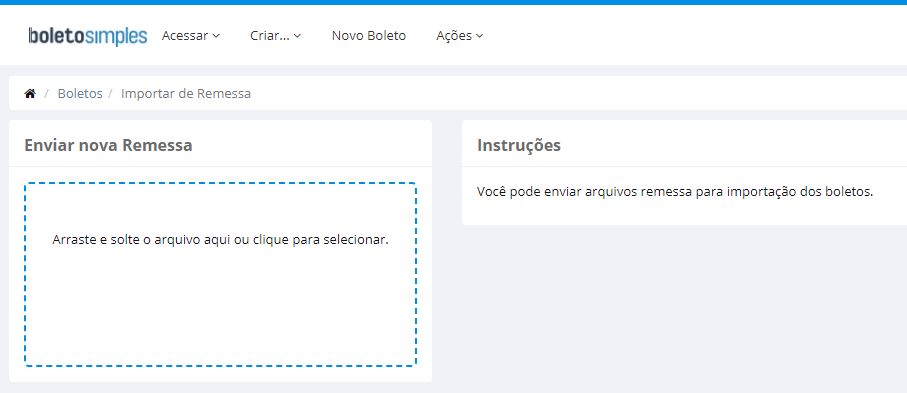 boletosimples Acessar Criar... Novo Boleto Ações
/ Boletos / Importar de Remessa
Enviar nova Remessa
Arraste e solte o arquivo aqui ou clique para selecionar.
Instruções
Você pode enviar arquivos remessa para importação dos boletos.